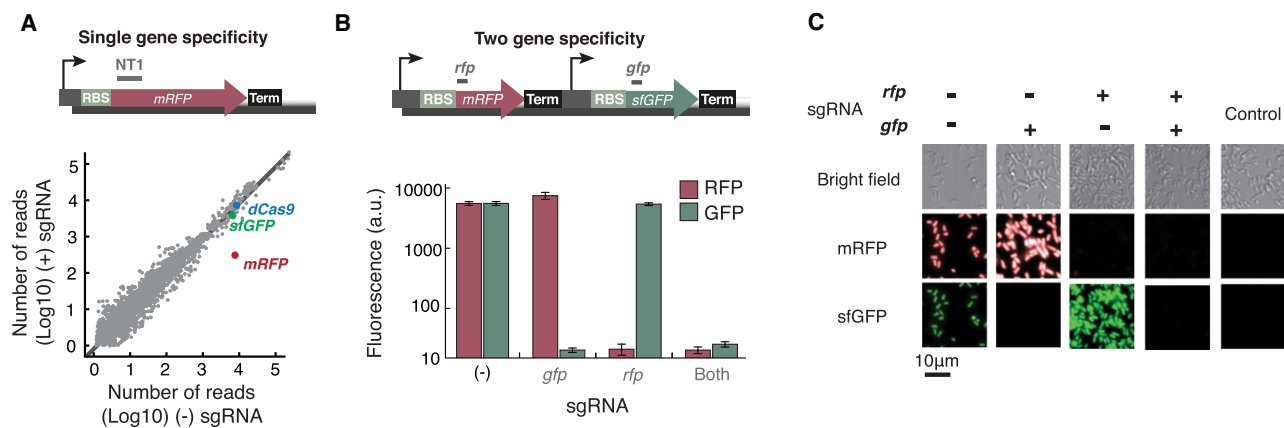 A
Single gene specificity
NT1
RBS
mRFP
Term
5
4
3
2
1
0
dCas9
sfGFP
mRFP
0 1 2 3 4 5
Number of reads
(Log10) (+) sgRNA
Number of reads
(Log10) (-) sgRNA
B
Two gene specificity
rfp
gfp
RBS
mRFP
Term
RBS
sfGFP
Term
10000
1000
100
10
Fluorescence (a.u.)
RFP
GFP
(-) gfp rfp Both
sgRNA
C
sgRNA
rfp - - + +
gfp - + - +
Control
Bright field
mRFP
sfGFP
10μm